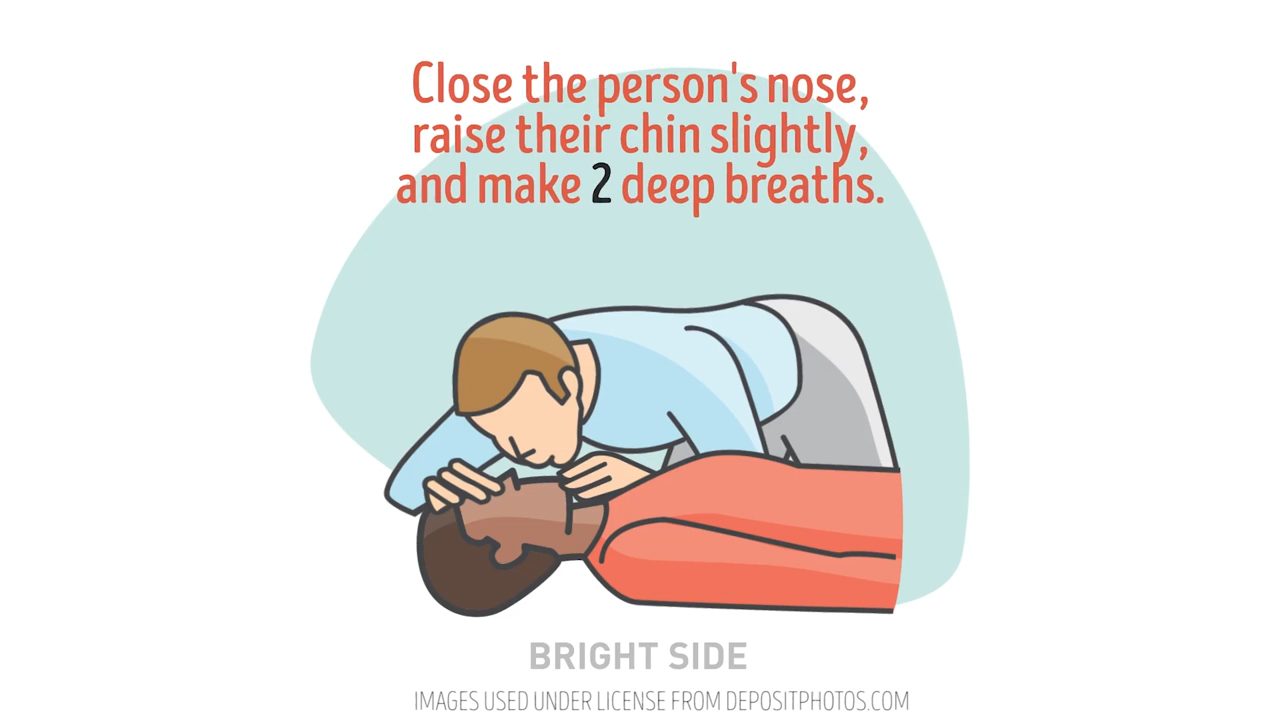 Close the person's nose,
raise their chin slightly,
and make 2 deep breaths.
BRIGHT SIDE
IMAGES USED UNDER LICENSE FROM DEPOSITPHOTOS.COM